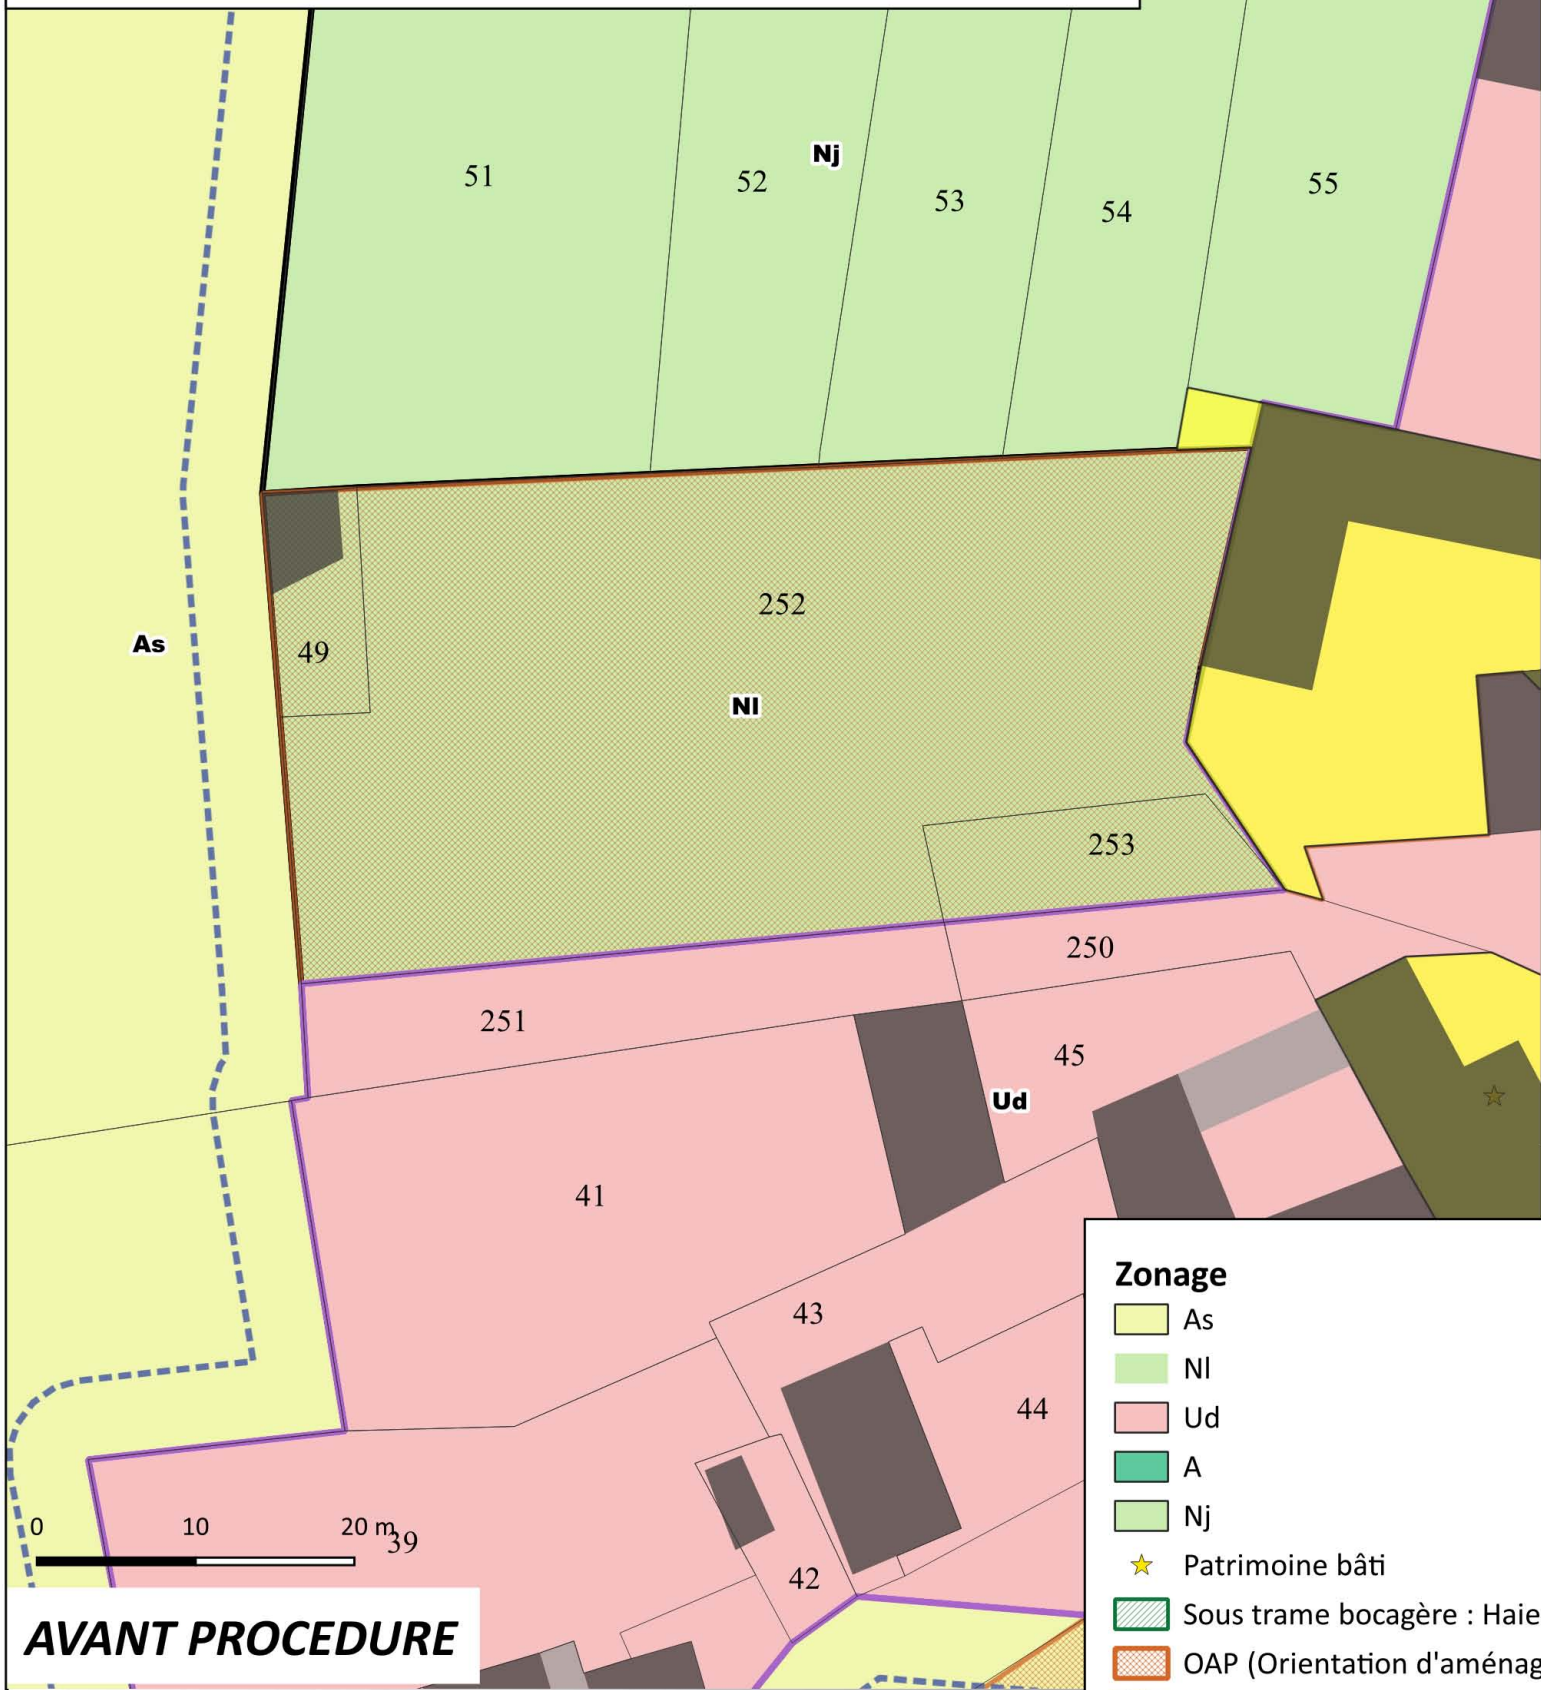 51
52
Nj
53
54
55
252
As
49
Nl
253
250
251
45
Ud
41
43
44
39
42
0 10 20 m
AVANT PROCEDURE
Zonage
As
Nl
Ud
A
Nj
Patrimoine bâti
Sous trame bocagère : Haie
OAP (Orientation d'aménag